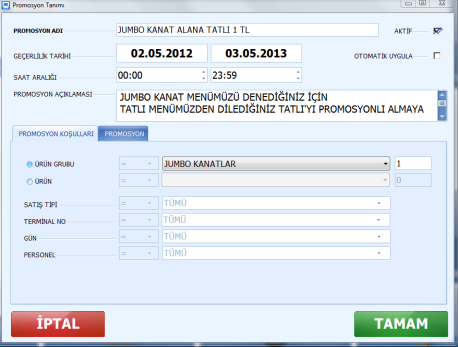 Promosyon Tanımı
PROMOSYON ADI JUMBO KANAT ALANA TATLI 1 TL AKTİF
GEÇERLİLİK TARİHİ 02.05.2012 03.05.2013 OTOMATİK UYGULA
SAAT ARALIĞI 00:00 23:59
PROMOSYON AÇIKLAMASI JUMBO KANAT MENÜMÜZÜ DENEDİĞİNİZ İÇİN
TATLI MENÜMÜZDEN DİLEDİĞİNİZ TATLI'YI PROMOSYONLI ALMAYA
PROMOSYON KOŞULLARI PROMOSYON
ÜRÜN GRUBU = JUMBO KANATLAR 1
ÜRÜN = 0
SATIŞ TİPİ = TÜMÜ
TERMINAL NO = TÜMÜ
GÜN = TÜMÜ
PERSONEL = TÜMÜ
İPTAL TAMAM